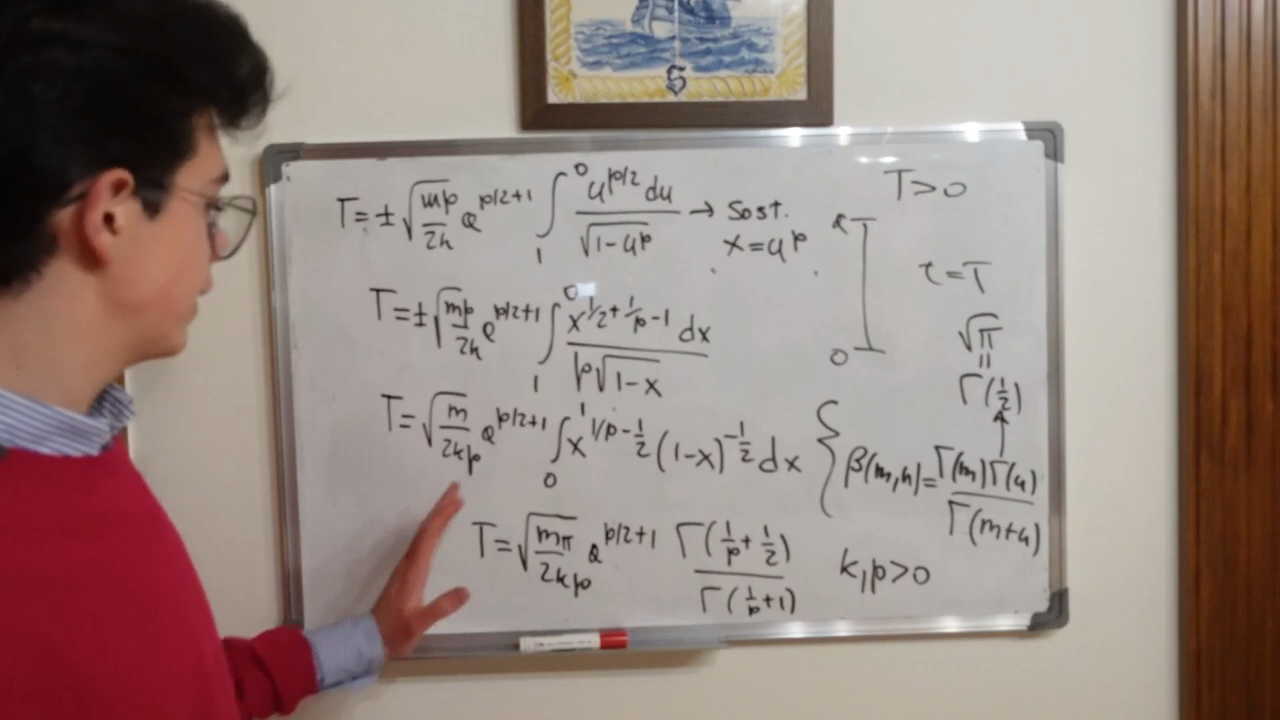 T = ± √(mp/2k) a^(p/2+1) ∫₁⁰ u^(p/2) du / √(1-u^p) → Sost.
x = u^p
T > 0
a
0
τ = T
T = ± √(mp/2k) a^(p/2+1) ∫₁⁰ x^(1/2+1/p-1) dx / p√(1-x)
√π
=
Γ(1/2)
T = √(m/2kp) a^(p/2+1) ∫₀¹ x^(1/p-1/2) (1-x)^(-1/2) dx { β(m,n) = Γ(m)Γ(n) / Γ(m+n)
T = √(mπ/2kp) a^(p/2+1) Γ(1/p+1/2) / Γ(1/p+1)
k,p>0
S